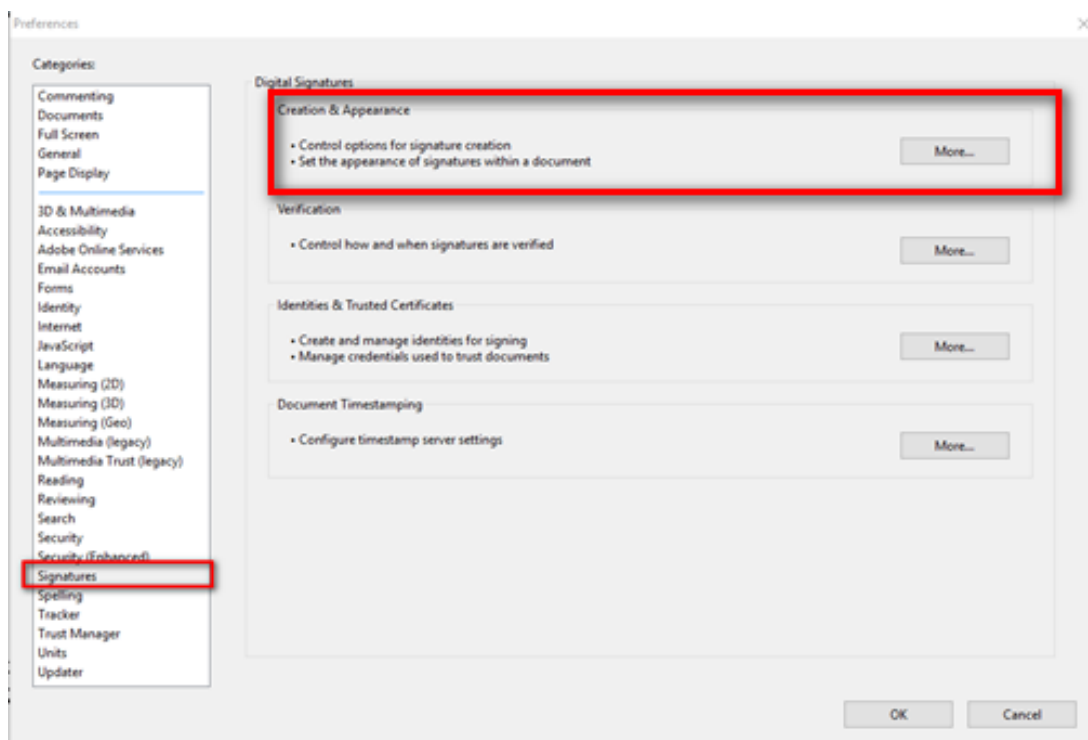 Preferences
Categories:
Commenting
Documents
Full Screen
General
Page Display
3D & Multimedia
Accessibility
Adobe Online Services
Email Accounts
Forms
Identity
Internet
JavaScript
Language
Measuring (2D)
Measuring (3D)
Measuring (Geo)
Multimedia (legacy)
Multimedia Trust (legacy)
Reading
Reviewing
Search
Security
Security (Enhanced)
Signatures
Spelling
Tracker
Trust Manager
Units
Updater
Digital Signatures
Creation & Appearance
• Control options for signature creation
• Set the appearance of signatures within a document
More...
Verification
• Control how and when signatures are verified
More...
Identities & Trusted Certificates
• Create and manage identities for signing
• Manage credentials used to trust documents
More...
Document Timestamping
• Configure timestamp server settings
More...
OK
Cancel